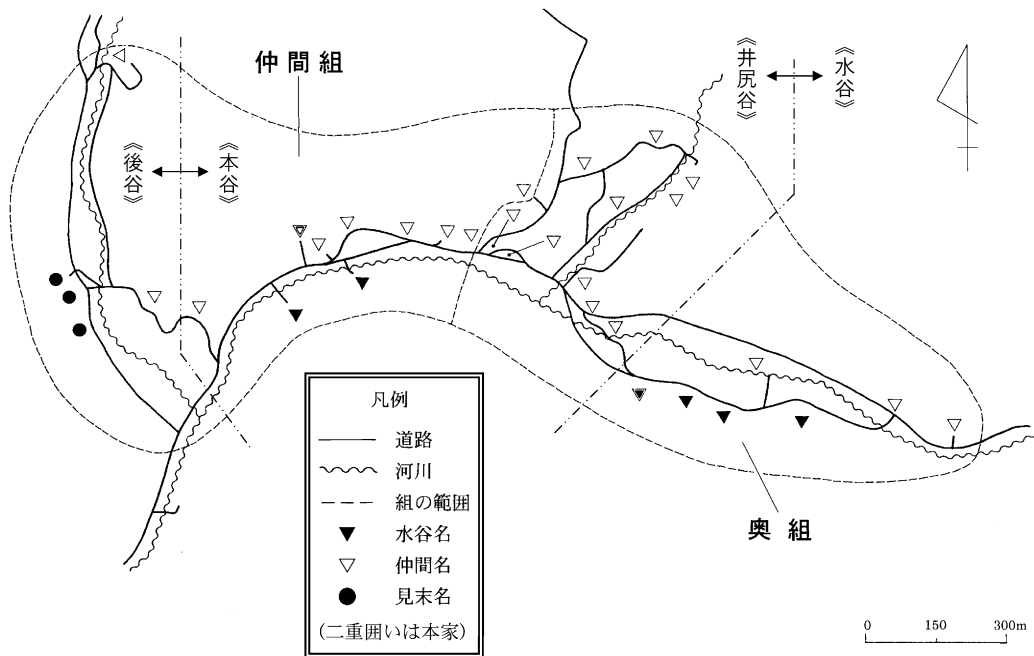 仲間組
《後谷》
《本谷》
《井尻谷》
《水谷》
凡例
道路
河川
組の範囲
水谷名
仲間名
見末名
(二重囲いは本家)
奥組
0 150 300m